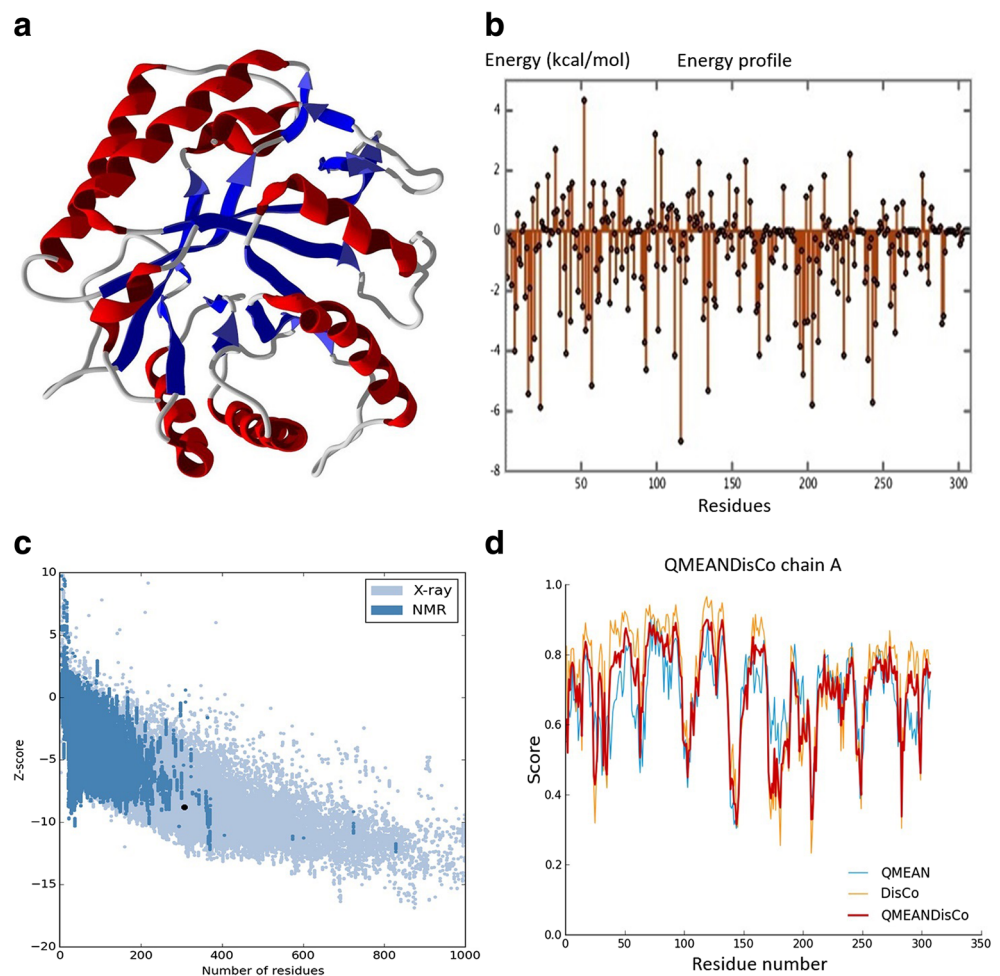 a
b
Energy (kcal/mol) Energy profile
4
2
0
-2
-4
-6
-8
50 100 150 200 250 300
Residues
c
10
5
0
−5
−10
−15
−20
Z-score
X-ray
NMR
0 200 400 600 800 1000
Number of residues
d
QMEANDisCo chain A
1.0
0.8
0.6
0.4
0.2
0.0
Score
QMEAN
DisCo
QMEANDisCo
0 50 100 150 200 250 300 350
Residue number